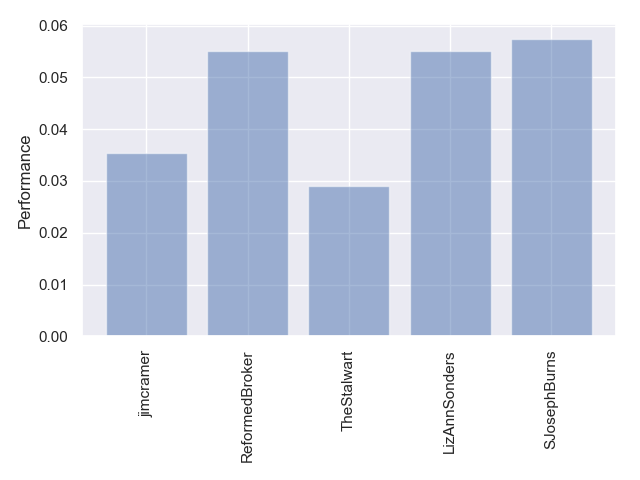 0.06
0.05
0.04
0.03
0.02
0.01
0.00
Performance
jimcramer
ReformedBroker
TheStalwart
LizAnnSonders
SJosephBurns